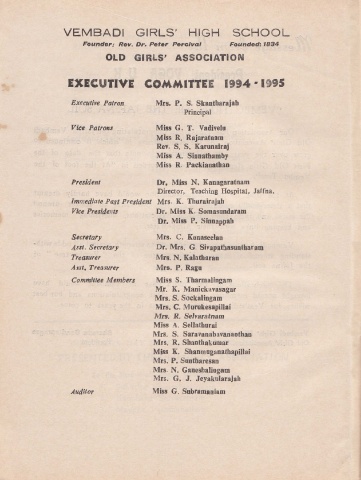 VEMBADI GIRLS' HIGH SCHOOL
Founder: Rev. Dr. Peter Percival Founded: 1834
OLD GIRLS' ASSOCIATION
EXECUTIVE COMMITTEE 1994-1995
Executive Patron Mrs. P. S. Skantharajah
Principal
Vice Patrons Miss G. T. Vadivelu
Miss R. Rajaratnam
Rev. S. S. Karunairaj
Miss A. Sinnathamby
Miss R. Packianathan
President Dr. Miss N. Kanagaratnam
Director, Teaching Hospital, Jaffna.
Immediate Past President Mrs. K. Thurairajah
Vice Presidents Dr. Miss K. Somasundaram
Dr. Miss P. Sinnappah
Secretary Mrs. C. Kunaseelan
Asst. Secretary Dr. Mrs. G. Sivapathasuntharam
Treasurer Mrs. N. Kalatharan
Asst, Treasurer Mrs. P. Ragu
Committee Members Miss S. Tharmalingam
Mr. K. Manickavasagar
Mrs. S. Sockalingam
Mrs. C. Murukesapillai
Mrs. R. Selvaratnam
Miss A. Sellathurai
Mrs. S. Saravanabavananthan
Mrs. R. Shanthakumar
Miss K. Shanmuganathapillai
Mrs. P. Santharesan
Mrs. N. Ganeshalingam
Mrs. G. J. Jeyakularajah
Auditor Miss G. Subramaniam